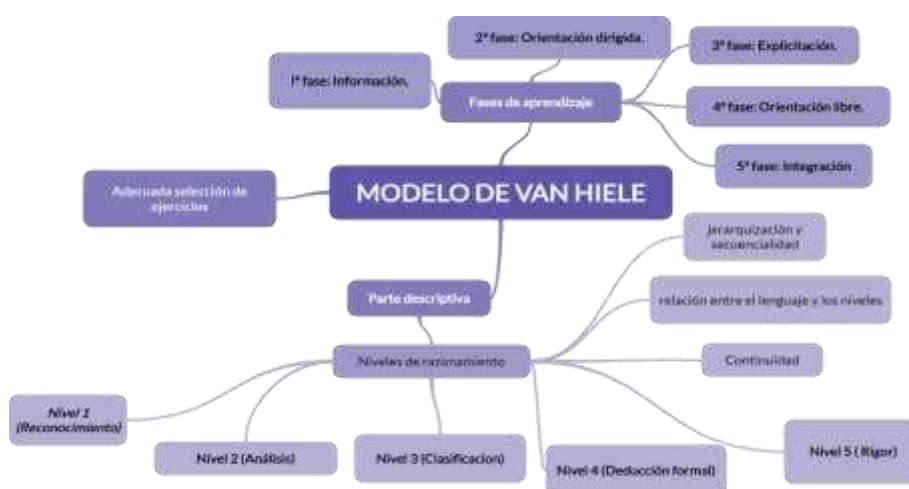 2ª fase: Orientación dirigida.
3ª fase: Explicitación.
1ª fase: Información.
Fases de aprendizaje
4ª fase: Orientación libre.
5ª fase: Integración
Adecuada selección de
ejercicios
MODELO DE VAN HIELE
Jerarquización y
secuencialidad
Parte descriptiva
relación entre el lenguaje y los niveles
Niveles de razonamiento
Continuidad
Nivel 1
(Reconocimiento)
Nivel 2 (Análisis)
Nivel 3 (Clasificacion)
Nivel 4 (Deducción formal)
Nivel 5 ( Rigor)